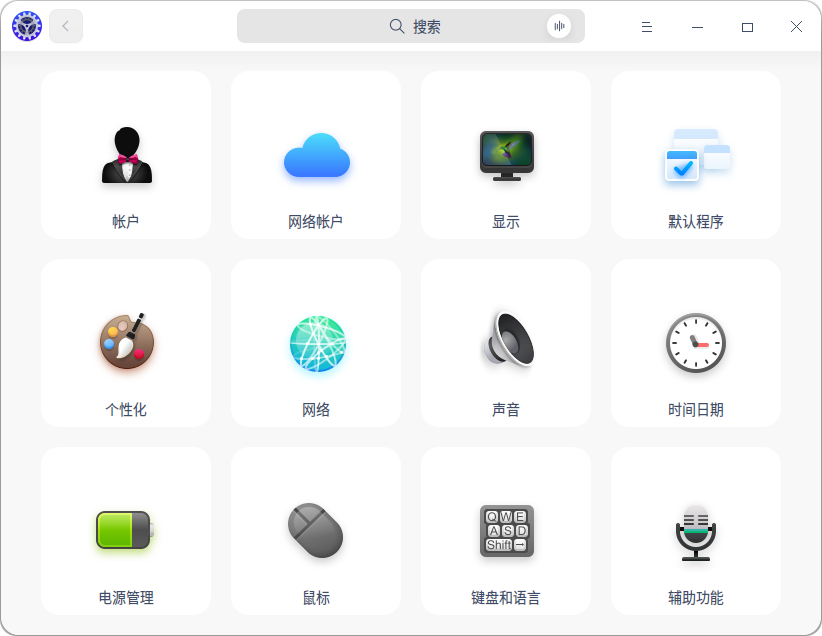 搜索
帐户
网络帐户
显示
默认程序
个性化
网络
声音
时间日期
电源管理
鼠标
键盘和语言
Q W E
A S D
Shift →
辅助功能